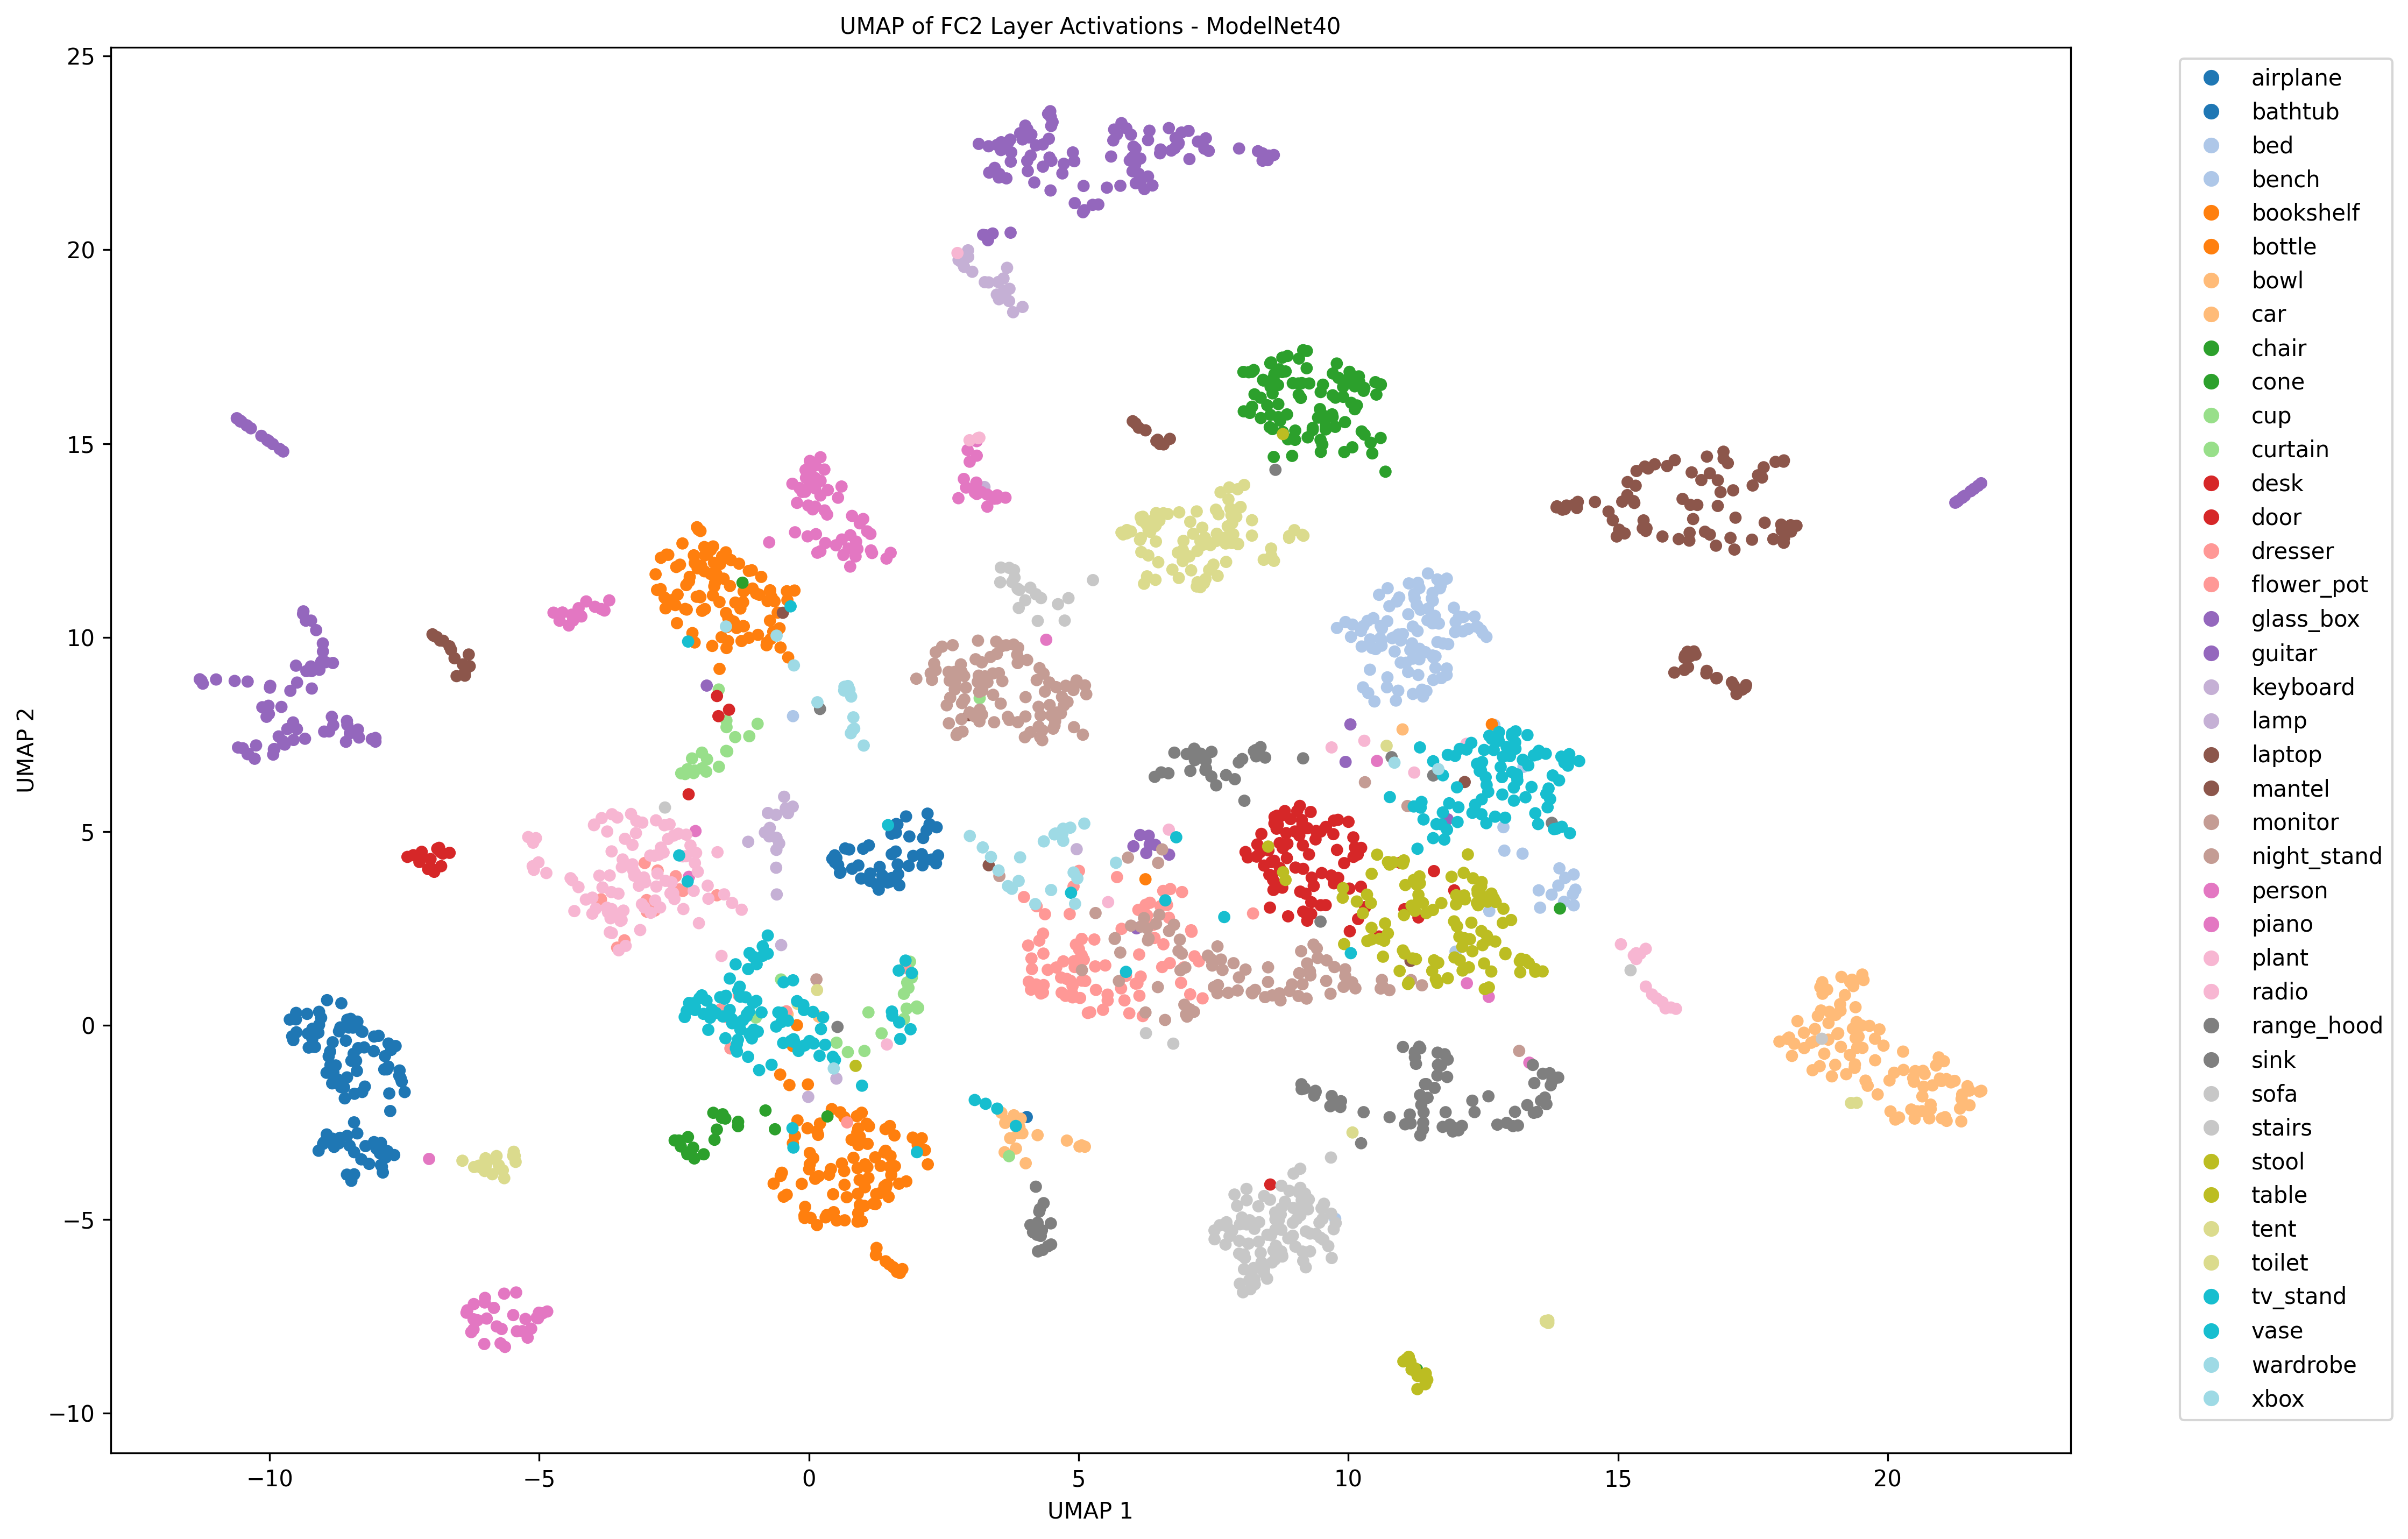 UMAP of FC2 Layer Activations - ModelNet40
25
20
15
10
5
0
−5
−10
UMAP 2
−10
−5
0
5
10
15
20
UMAP 1
airplane
bathtub
bed
bench
bookshelf
bottle
bowl
car
chair
cone
cup
curtain
desk
door
dresser
flower_pot
glass_box
guitar
keyboard
lamp
laptop
mantel
monitor
night_stand
person
piano
plant
radio
range_hood
sink
sofa
stairs
stool
table
tent
toilet
tv_stand
vase
wardrobe
xbox